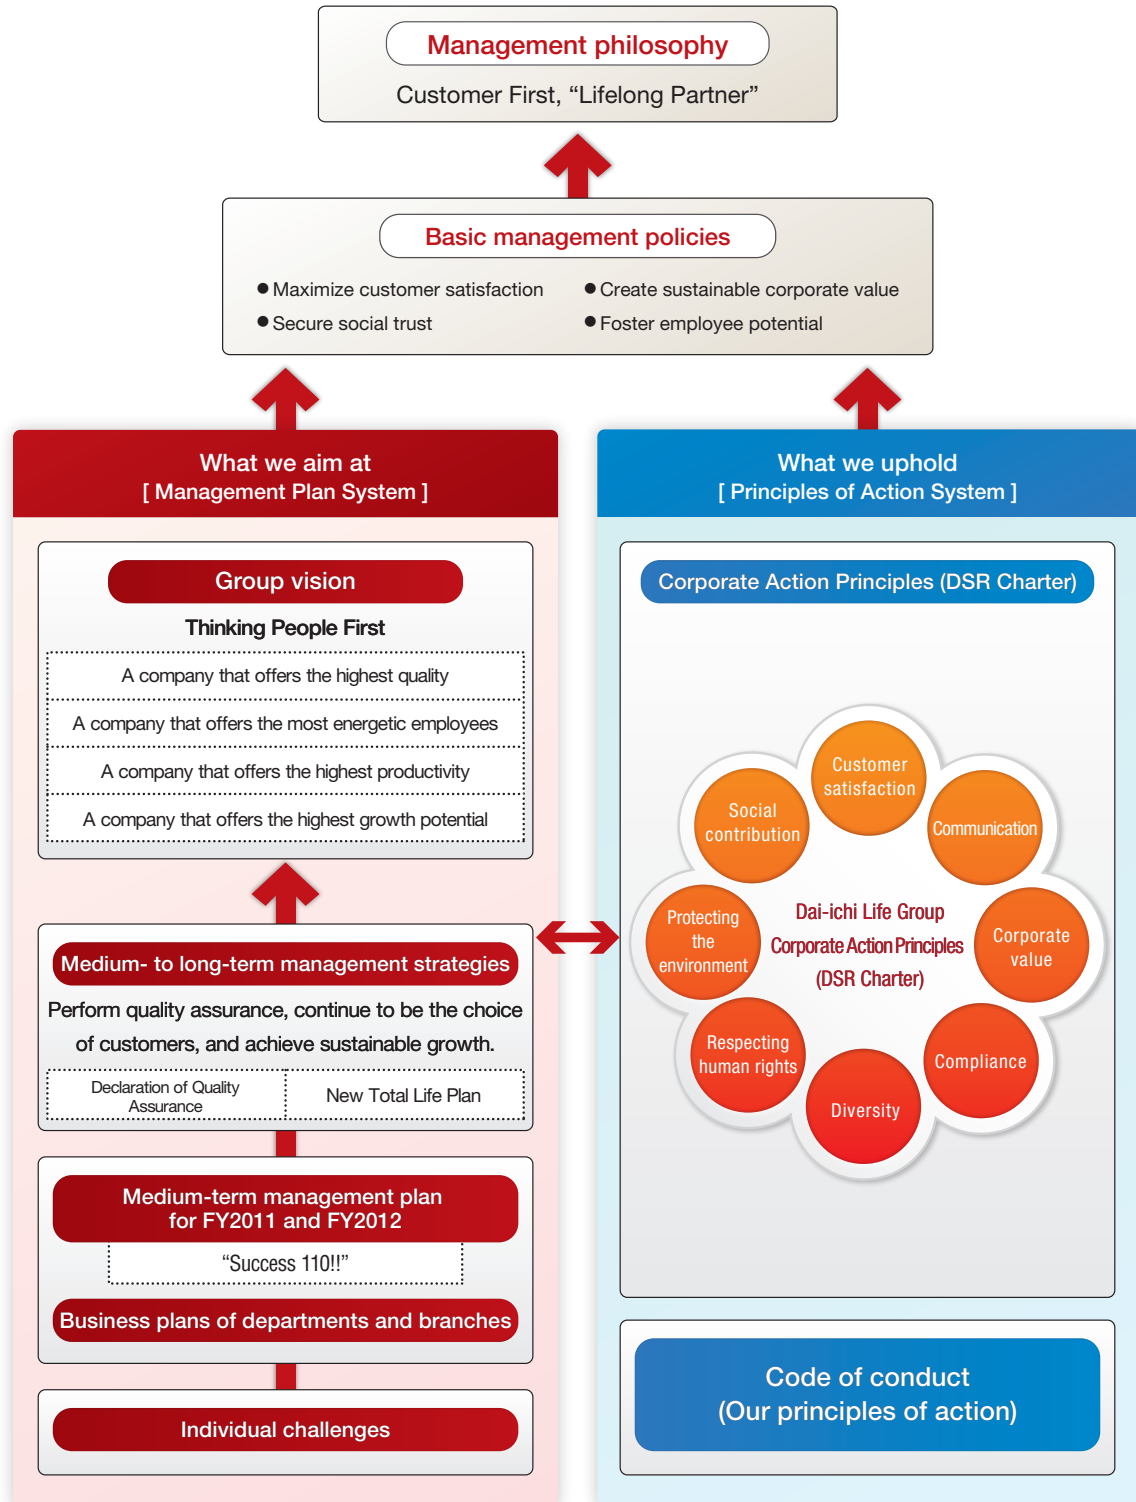 Management philosophy
Customer First, “Lifelong Partner”
Basic management policies
● Maximize customer satisfaction
● Secure social trust
● Create sustainable corporate value
● Foster employee potential
What we aim at
[ Management Plan System ]
Group vision
Thinking People First
A company that offers the highest quality
A company that offers the most energetic employees
A company that offers the highest productivity
A company that offers the highest growth potential
Medium- to long-term management strategies
Perform quality assurance, continue to be the choice
of customers, and achieve sustainable growth.
Declaration of Quality
Assurance
New Total Life Plan
Medium-term management plan
for FY2011 and FY2012
“Success 110!!”
Business plans of departments and branches
Individual challenges
What we uphold
[ Principles of Action System ]
Corporate Action Principles (DSR Charter)
Customer
satisfaction
Communication
Corporate
value
Compliance
Diversity
Respecting
human rights
Protecting
the
environment
Social
contribution
Dai-ichi Life Group
Corporate Action Principles
(DSR Charter)
Code of conduct
(Our principles of action)